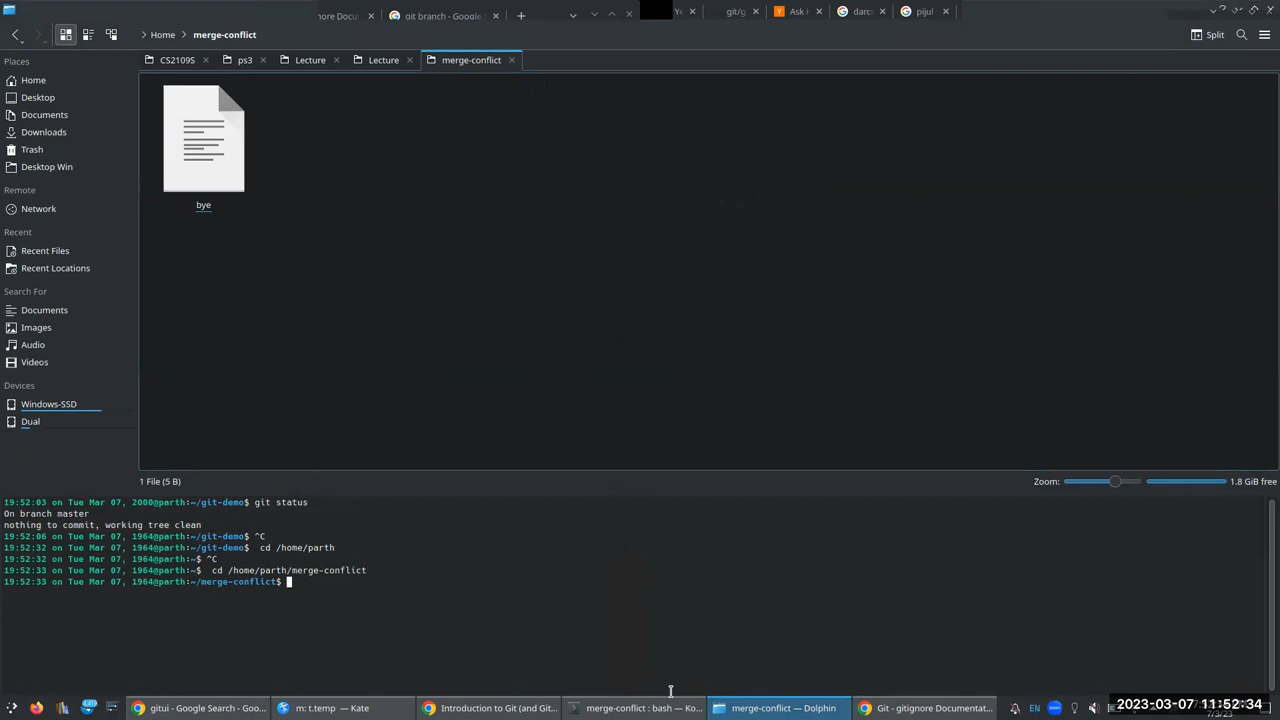 nore Docu
git branch - Google
Ye
git/g
Ask H
darc
pijul
Home
merge-conflict
Split
Places
Home
Desktop
Documents
Downloads
Trash
Desktop Win
Remote
Network
Recent
Recent Files
Recent Locations
Search For
Documents
Images
Audio
Videos
Devices
Windows-SSD
Dual
CS2109S
ps3
Lecture
Lecture
merge-conflict
bye
1 File (5 B)
Zoom:
1.8 GiB free
19:52:03 on Tue Mar 07, 2000@parth:~/git-demo$ git status
On branch master
nothing to commit, working tree clean
19:52:06 on Tue Mar 07, 1964@parth:~/git-demo$ ^C
19:52:32 on Tue Mar 07, 1964@parth:~/git-demo$  cd /home/parth
19:52:32 on Tue Mar 07, 1964@parth:~$ ^C
19:52:33 on Tue Mar 07, 1964@parth:~$  cd /home/parth/merge-conflict
19:52:33 on Tue Mar 07, 1964@parth:~/merge-conflict$
gitui - Google Search - Goo...
m: t.temp — Kate
Introduction to Git (and Git...
merge-conflict : bash — Ko...
merge-conflict — Dolphin
Git - gitignore Documentat...
EN
2023-03-07 11:52:34
7/3/23